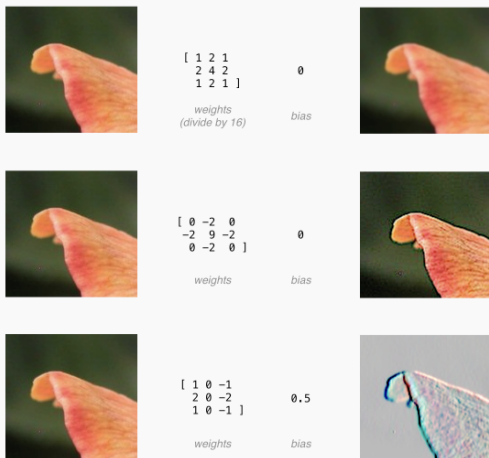 [ 1 2 1
2 4 2
1 2 1 ]
0
weights
(divide by 16)
bias
[ 0 −2 0
−2 9 −2
0 −2 0 ]
0
weights
bias
[ 1 0 −1
2 0 −2
1 0 −1 ]
0.5
weights
bias